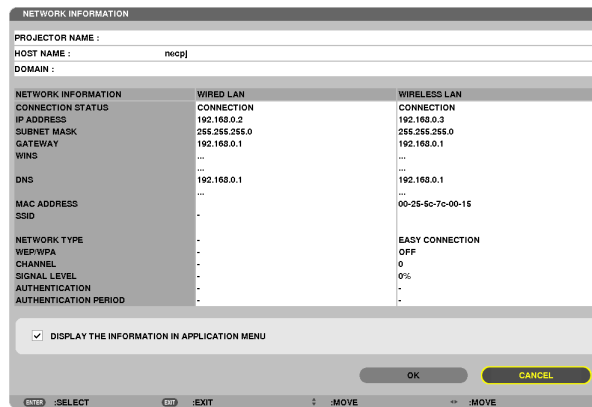 NETWORK INFORMATION
PROJECTOR NAME :
HOST NAME : necpj
DOMAIN :
NETWORK INFORMATION WIRED LAN WIRELESS LAN
CONNECTION STATUS CONNECTION CONNECTION
IP ADDRESS 192.168.0.2 192.168.0.3
SUBNET MASK 255.255.255.0 255.255.255.0
GATEWAY 192.168.0.1 192.168.0.1
WINS ... ...
... ...
DNS 192.168.0.1 192.168.0.1
... ...
MAC ADDRESS 00-25-5c-7c-00-15
SSID -
NETWORK TYPE - EASY CONNECTION
WEP/WPA - OFF
CHANNEL - 0
SIGNAL LEVEL - 0%
AUTHENTICATION - -
AUTHENTICATION PERIOD - -
DISPLAY THE INFORMATION IN APPLICATION MENU
OK CANCEL
ENTER :SELECT EXIT :EXIT :MOVE :MOVE